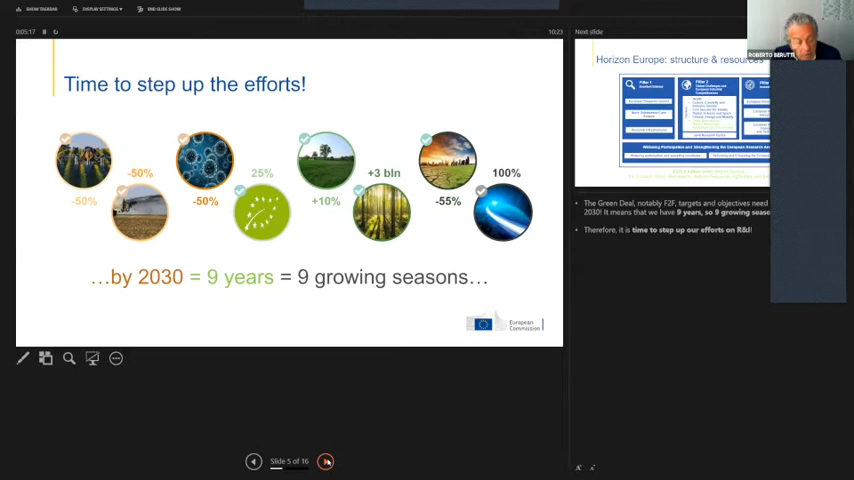 SHOW TASKBAR
DISPLAY SETTINGS
END SLIDE SHOW
0:05:17
10:23
Next slide
ROBERTO BERUTTI
Time to step up the efforts!
-50%
-50%
-50%
25%
+3 bln
+10%
100%
-55%
…by 2030 = 9 years = 9 growing seasons…
European
Commission
Slide 5 of 16
Horizon Europe: structure & resources
Pillar 1
Pillar 2
The Green Deal, notably F2F, targets and objectives need
2030! It means that we have 9 years, so 9 growing seaso
Therefore, it is time to step up our efforts on R&I!
A
A